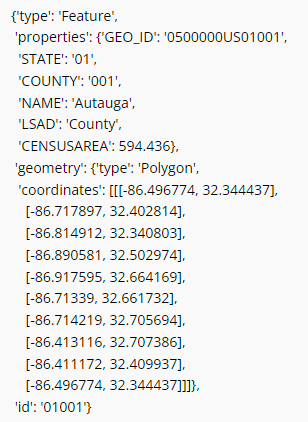 {'type': 'Feature',
'properties': {'GEO_ID': '0500000US01001',
'STATE': '01',
'COUNTY': '001',
'NAME': 'Autauga',
'LSAD': 'County',
'CENSUSAREA': 594.436},
'geometry': {'type': 'Polygon',
'coordinates': [[[-86.496774, 32.344437],
[-86.717897, 32.402814],
[-86.814912, 32.340803],
[-86.890581, 32.502974],
[-86.917595, 32.664169],
[-86.71339, 32.661732],
[-86.714219, 32.705694],
[-86.413116, 32.707386],
[-86.411172, 32.409937],
[-86.496774, 32.344437]]]},
'id': '01001'}